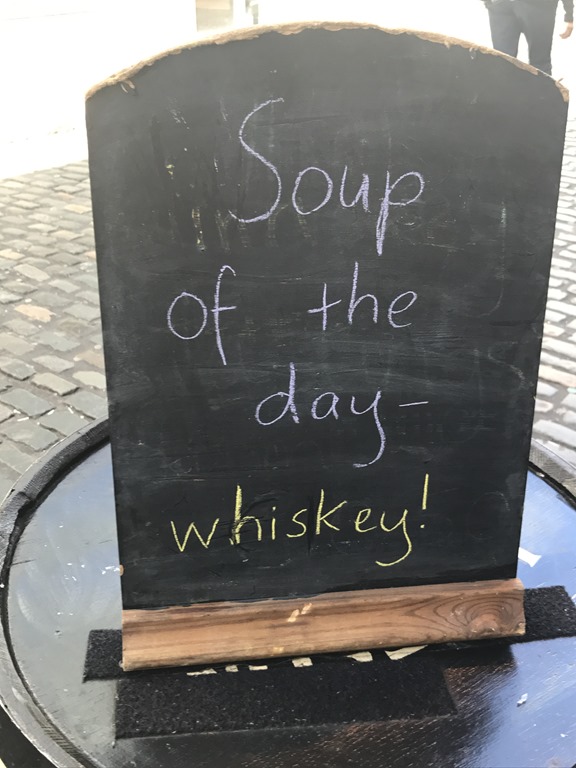 Soup
of the
day-
whiskey!